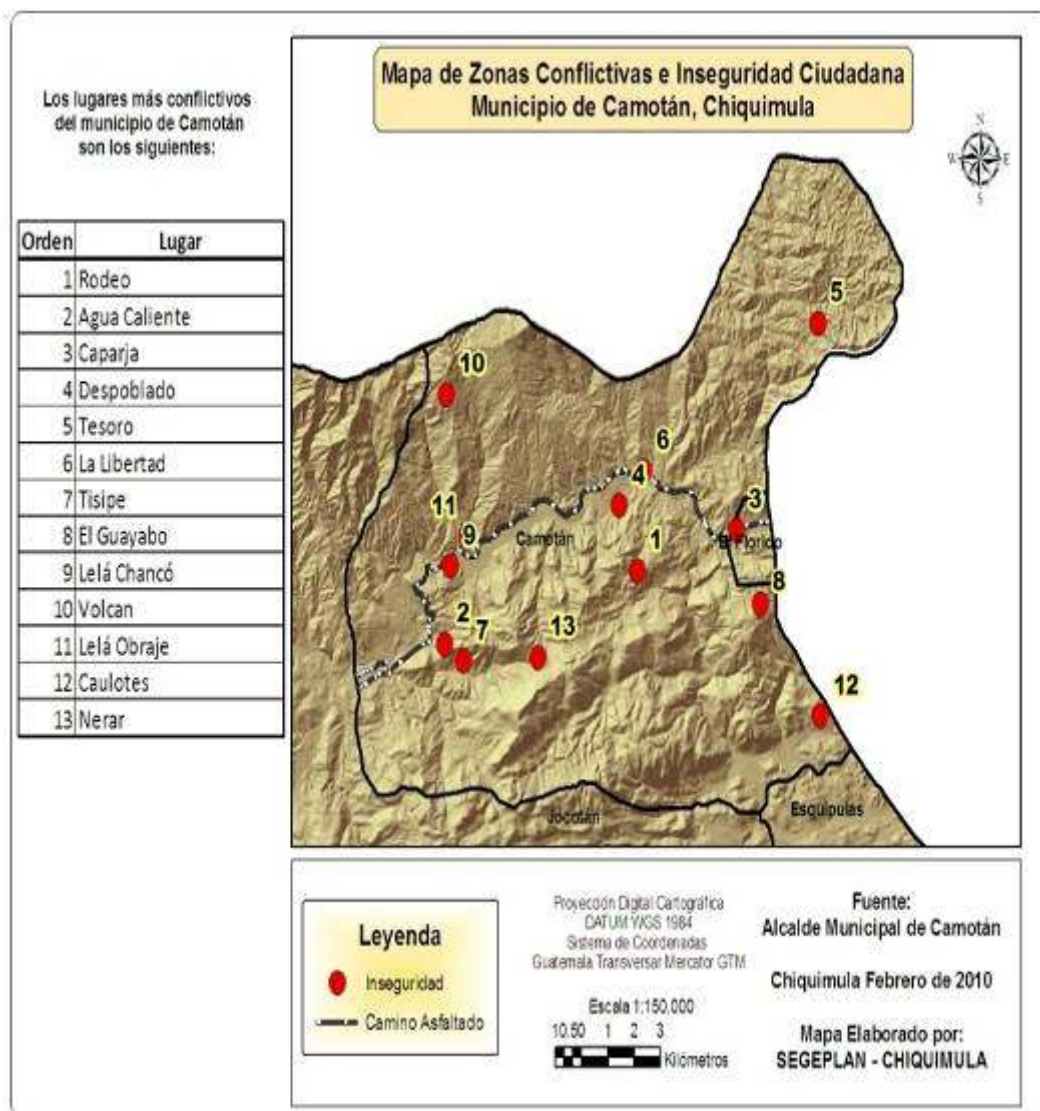 Los lugares más conflictivos
del municipio de Camotán
son los siguientes:
Orden Lugar
1 Rodeo
2 Agua Caliente
3 Caparja
4 Despoblado
5 Tesoro
6 La Libertad
7 Tisipe
8 El Guayabo
9 Lelá Chancó
10 Volcan
11 Lelá Obraje
12 Caulotes
13 Nerar
Mapa de Zonas Conflictivas e Inseguridad Ciudadana
Municipio de Camotán, Chiquimula
N
W E
S
5
10
6
4
11
9
Camotán
1
3
El Florido
8
2
7
13
12
Jocotán
Esquipulas
Leyenda
Inseguridad
Camino Asfaltado
Proyección Digital Cartográfica
DATUM WGS 1984
Sistema de Coordenadas
Guatemala Transversar Mercator GTM
Escala 1:150,000
10.50 1 2 3
Kilómetros
Fuente:
Alcalde Municipal de Camotán
Chiquimula Febrero de 2010
Mapa Elaborado por:
SEGEPLAN - CHIQUIMULA